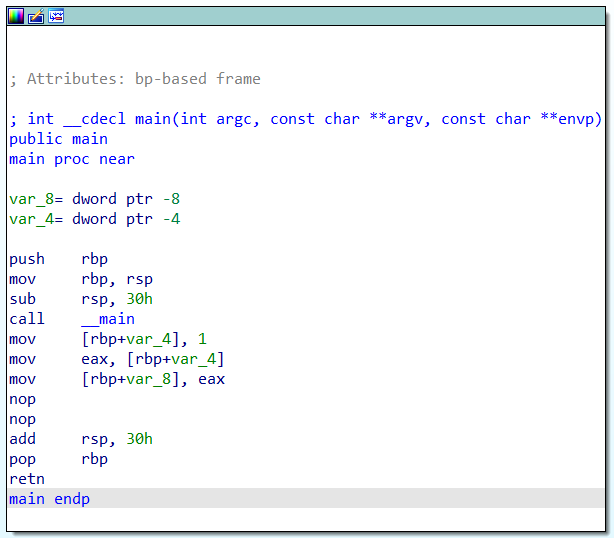 ; Attributes: bp-based frame
; int __cdecl main(int argc, const char **argv, const char **envp)
public main
main proc near
var_8= dword ptr -8
var_4= dword ptr -4
push    rbp
mov     rbp, rsp
sub     rsp, 30h
call    __main
mov     [rbp+var_4], 1
mov     eax, [rbp+var_4]
mov     [rbp+var_8], eax
nop
nop
add     rsp, 30h
pop     rbp
retn
main endp